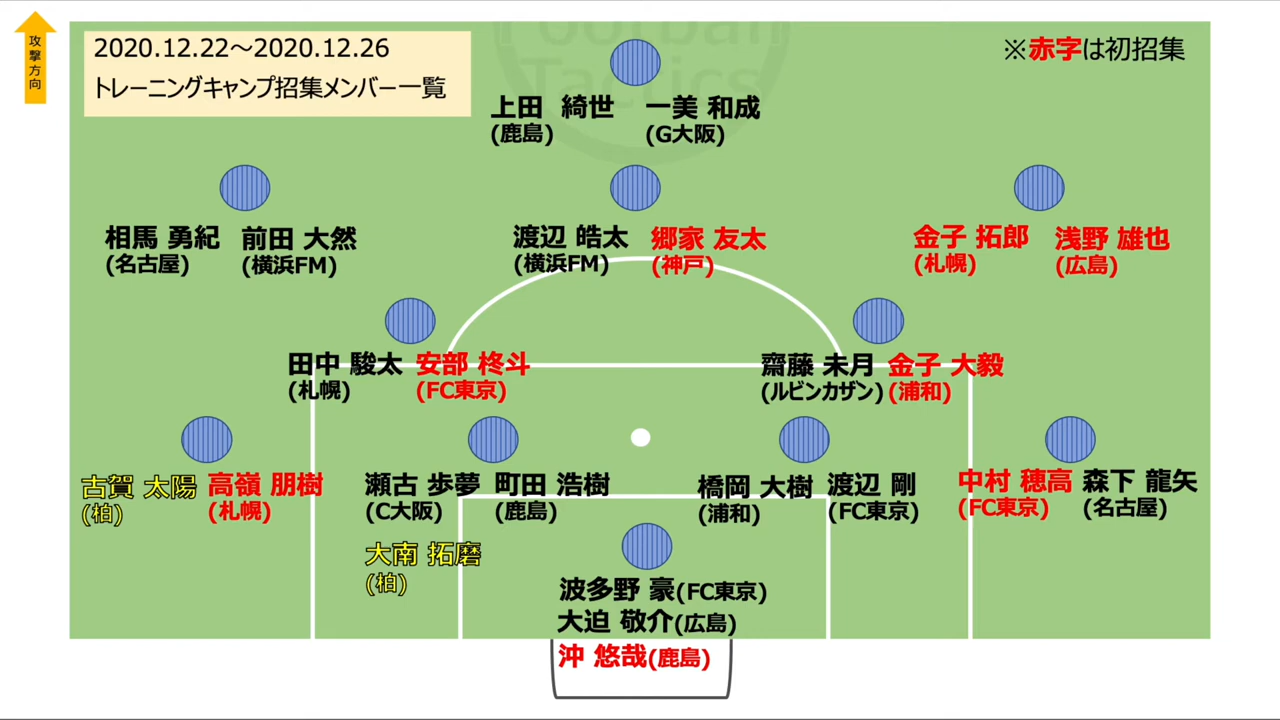 攻撃方向
2020.12.22～2020.12.26
トレーニングキャンプ招集メンバー一覧
※赤字は初招集
Football
Tactics
上田 綺世 一美 和成
(鹿島) (G大阪)
相馬 勇紀 前田 大然 渡辺 皓太 郷家 友太 金子 拓郎 浅野 雄也
(名古屋) (横浜FM) (横浜FM) (神戸) (札幌) (広島)
田中 駿太 安部 柊斗 齋藤 未月 金子 大毅
(札幌) (FC東京) (ルビンカザン) (浦和)
古賀 太陽 高嶺 朋樹 瀬古 歩夢 町田 浩樹 橋岡 大樹 渡辺 剛 中村 穂高 森下 龍矢
(柏) (札幌) (C大阪) (鹿島) (浦和) (FC東京) (FC東京) (名古屋)
大南 拓磨
(柏)
波多野 豪(FC東京)
大迫 敬介(広島)
沖 悠哉(鹿島)